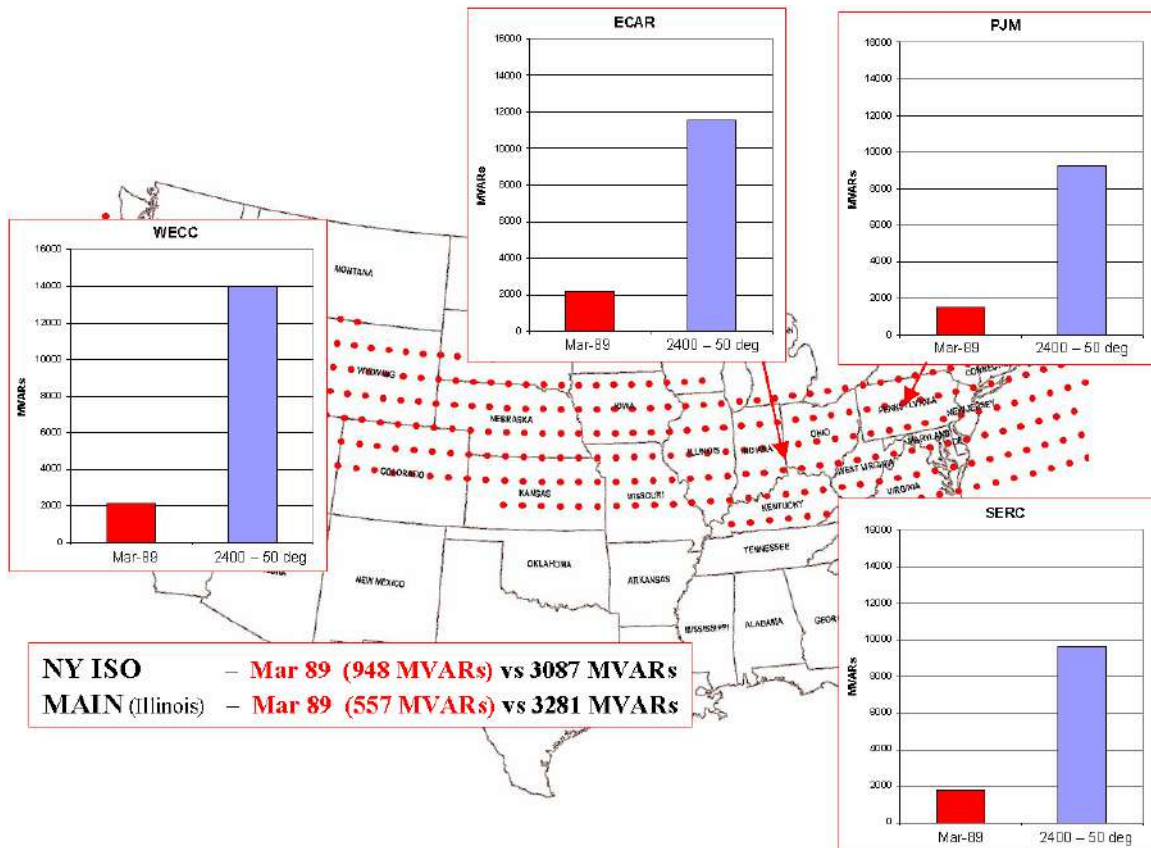 ECAR
16000
14000
12000
10000
8000
6000
4000
2000
0
MVARs
Mar-89
2400 – 50 deg
PJM
16000
14000
12000
10000
8000
6000
4000
2000
0
MVARs
Mar-89
2400 – 50 deg
WECC
16000
14000
12000
10000
8000
6000
4000
2000
0
MVARs
Mar-89
2400 – 50 deg
MONTANA
WYOMING
NEBRASKA
IOWA
ILLINOIS
INDIANA
OHIO
PENNSYLVANIA
NEW JERSEY
MARYLAND
WEST VIRGINIA
VIRGINIA
COLORADO
KANSAS
MISSOURI
KENTUCKY
TENNESSEE
NEW MEXICO
OKLAHOMA
ARKANSAS
MISSISSIPPI
ALABAMA
NY ISO – Mar 89 (948 MVARs) vs 3087 MVARs
MAIN (Illinois) – Mar 89 (557 MVARs) vs 3281 MVARs
SERC
16000
14000
12000
10000
8000
6000
4000
2000
0
MVARs
Mar-89
2400 – 50 deg